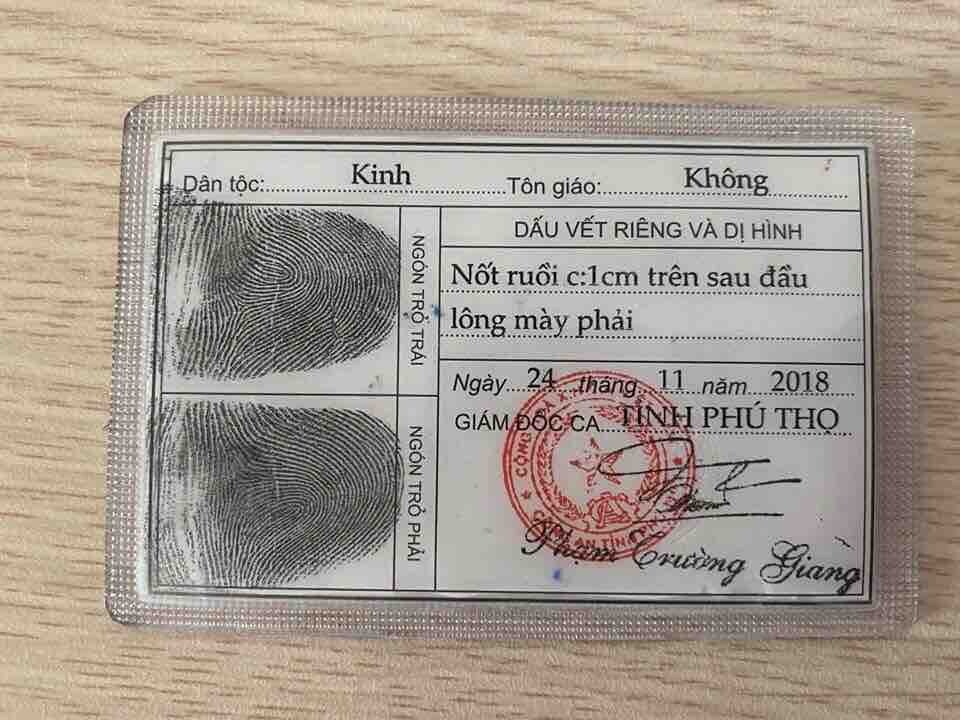 Dân tộc: Kinh Tôn giáo: Không
NGÓN TRỎ TRÁI
DẤU VẾT RIÊNG VÀ DỊ HÌNH
Nốt ruồi c:1cm trên sau đầu
lông mày phải
NGÓN TRỎ PHẢI
Ngày 24 tháng 11 năm 2018
GIÁM ĐỐC CA TỈNH PHÚ THỌ
Phạm Trường Giang